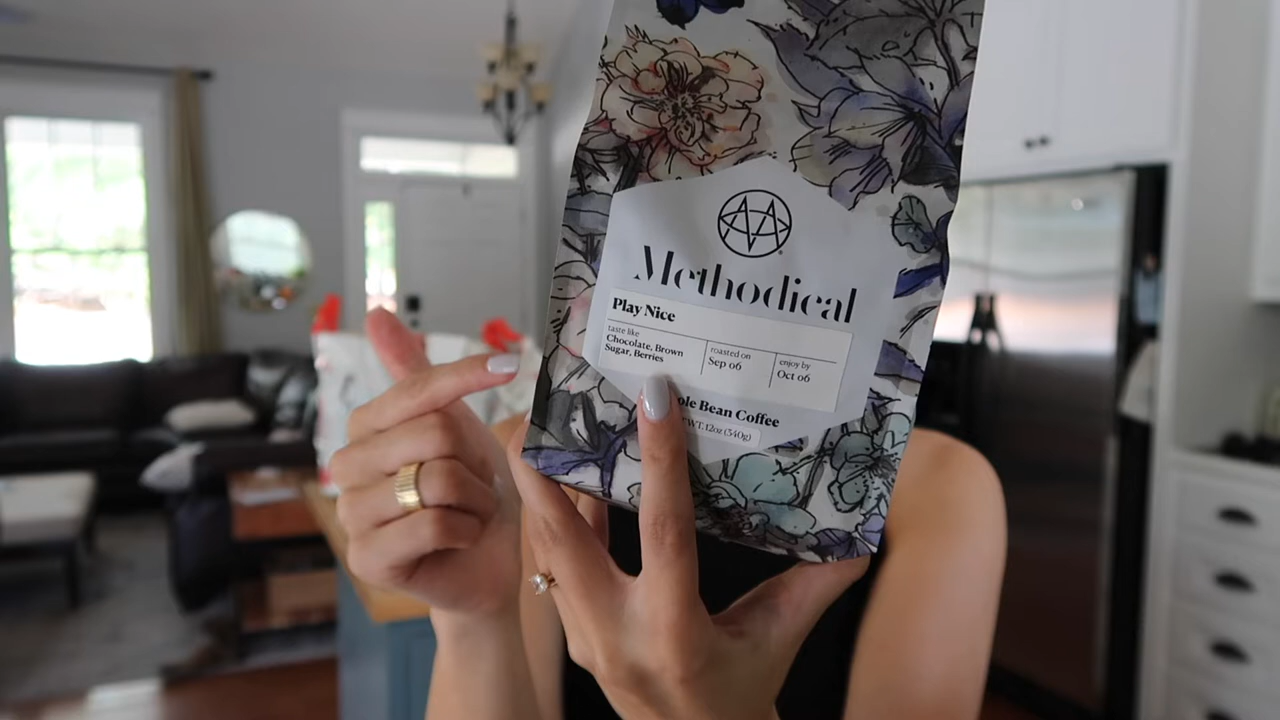 Methodical
Play Nice
taste like
Chocolate, Brown
Sugar, Berries
roasted on
Sep 06
enjoy by
Oct 06
Bean Coffee
WT. 12oz (340g)